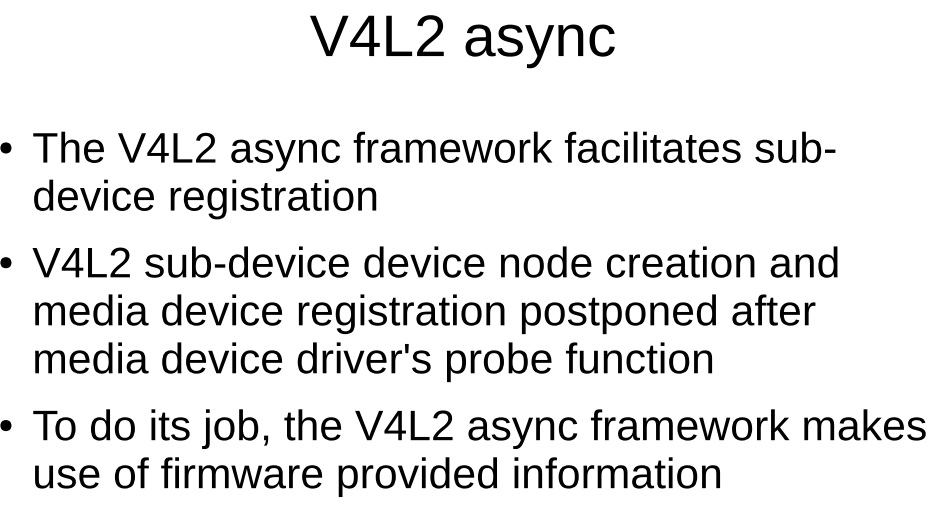 V4L2 async
• The V4L2 async framework facilitates sub-
device registration
• V4L2 sub-device device node creation and
media device registration postponed after
media device driver's probe function
• To do its job, the V4L2 async framework makes
use of firmware provided information